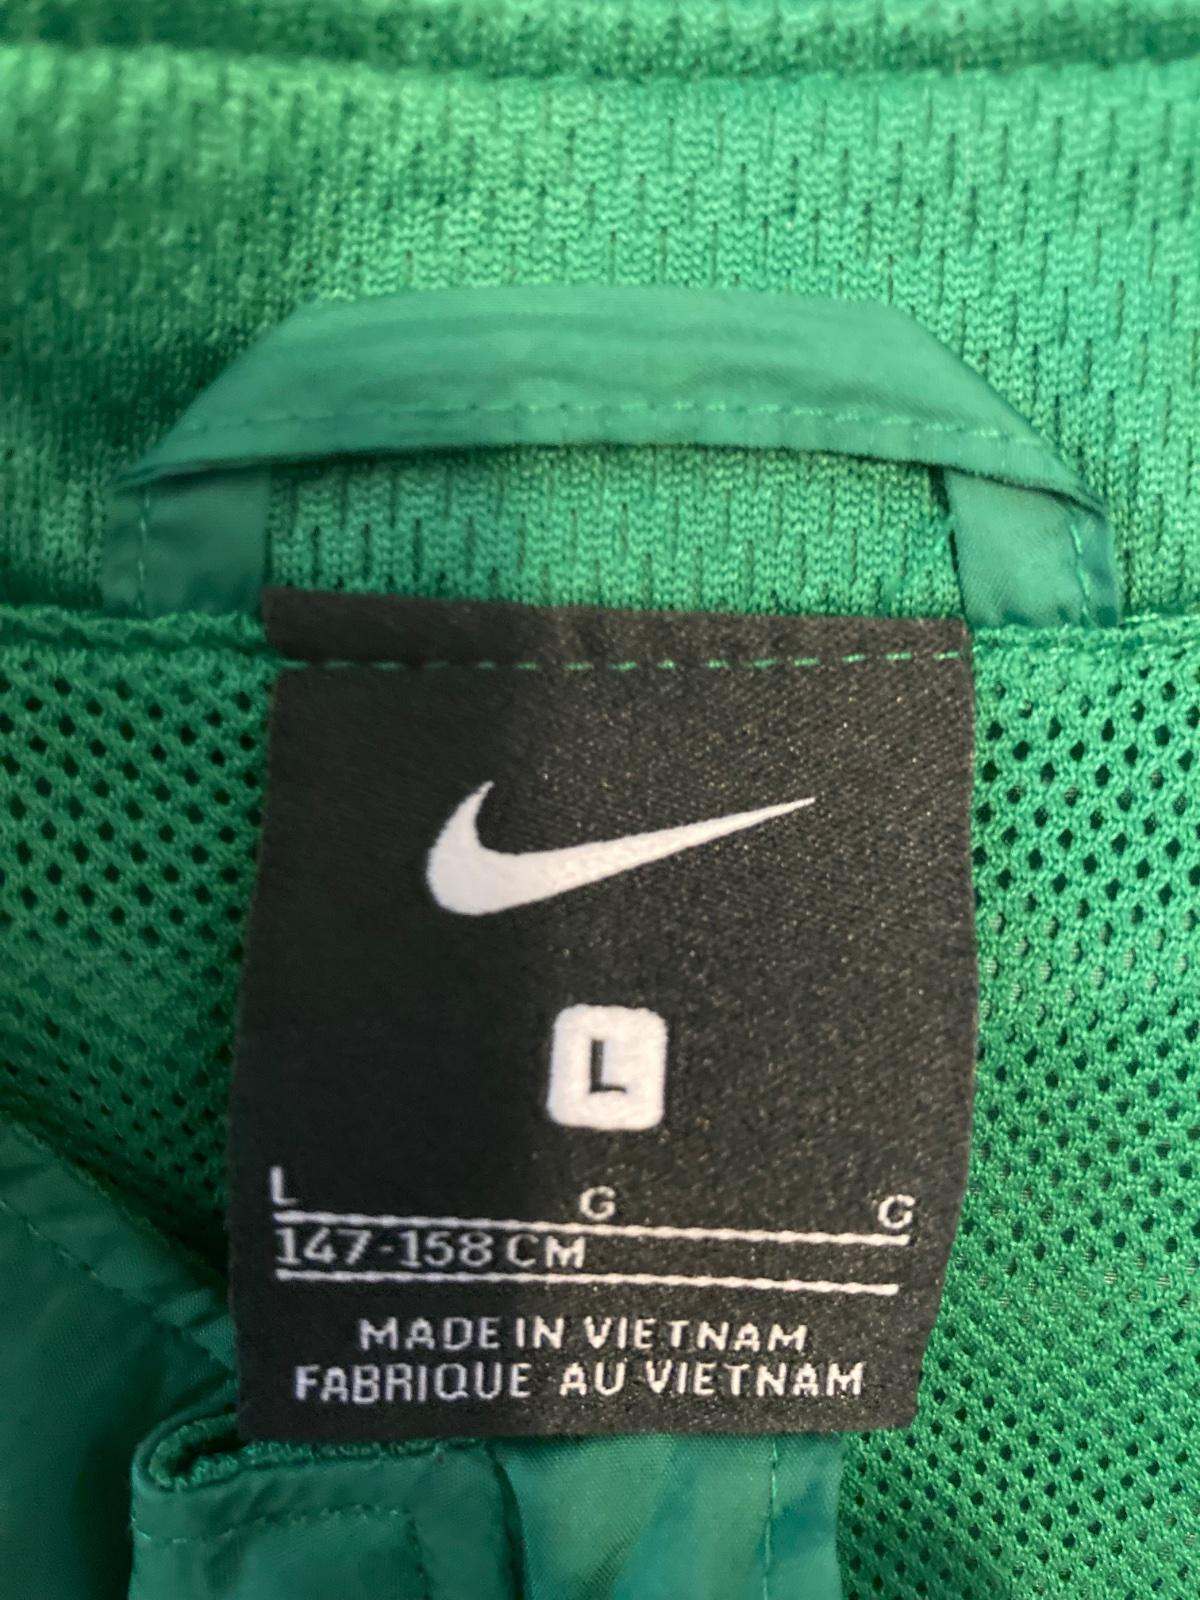 L
L G G
147-158 CM
MADE IN VIETNAM
FABRIQUE AU VIETNAM